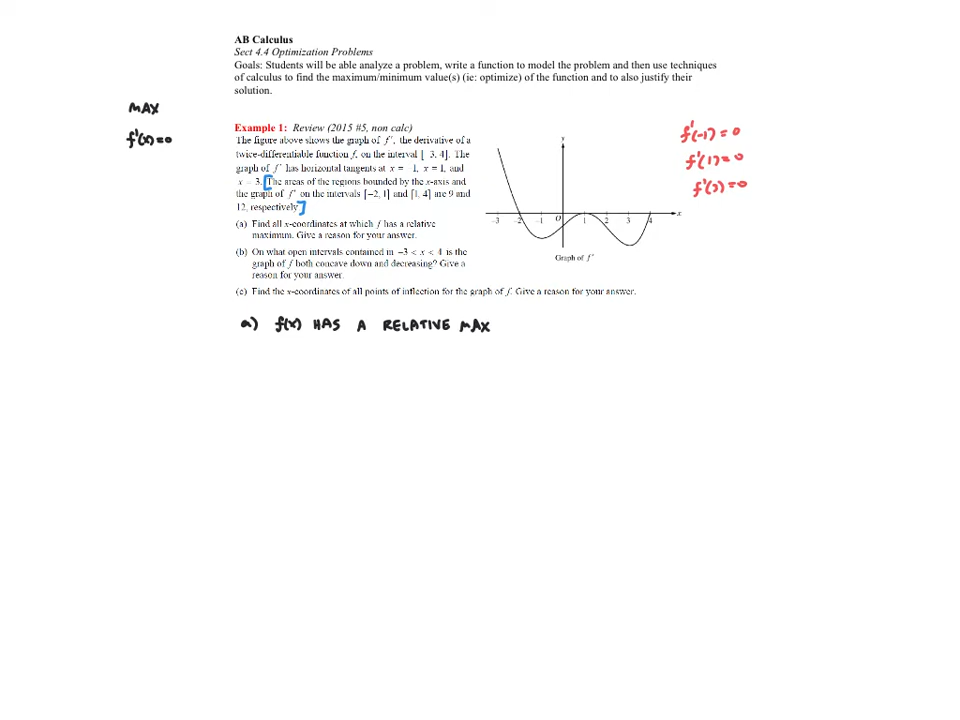 AB Calculus
Sect 4.4 Optimization Problems
Goals: Students will be able analyze a problem, write a function to model the problem and then use techniques
of calculus to find the maximum/minimum value(s) (ie: optimize) of the function and to also justify their
solution.
MAX
f'(x)=0
Example 1: Review (2015 #5, non calc)
The figure above shows the graph of f', the derivative of a
twice-differentiable function f, on the interval [-3, 4]. The
graph of f' has horizontal tangents at x = -1, x = 1, and
x = 3. [The areas of the regions bounded by the x-axis and
the graph of f' on the intervals [-2, 1] and [1, 4] are 9 and
12, respectively]
(a) Find all x-coordinates at which f has a relative
maximum. Give a reason for your answer.
(b) On what open intervals contained in -3 < x < 4 is the
graph of f both concave down and decreasing? Give a
reason for your answer.
(c) Find the x-coordinates of all points of inflection for the graph of f. Give a reason for your answer.
y
-3 -2 -1 O 1 2 3 4 x
Graph of f'
f'(-1) = 0
f'(1) = 0
f'(3) = 0
a) f(x) HAS A RELATIVE MAX